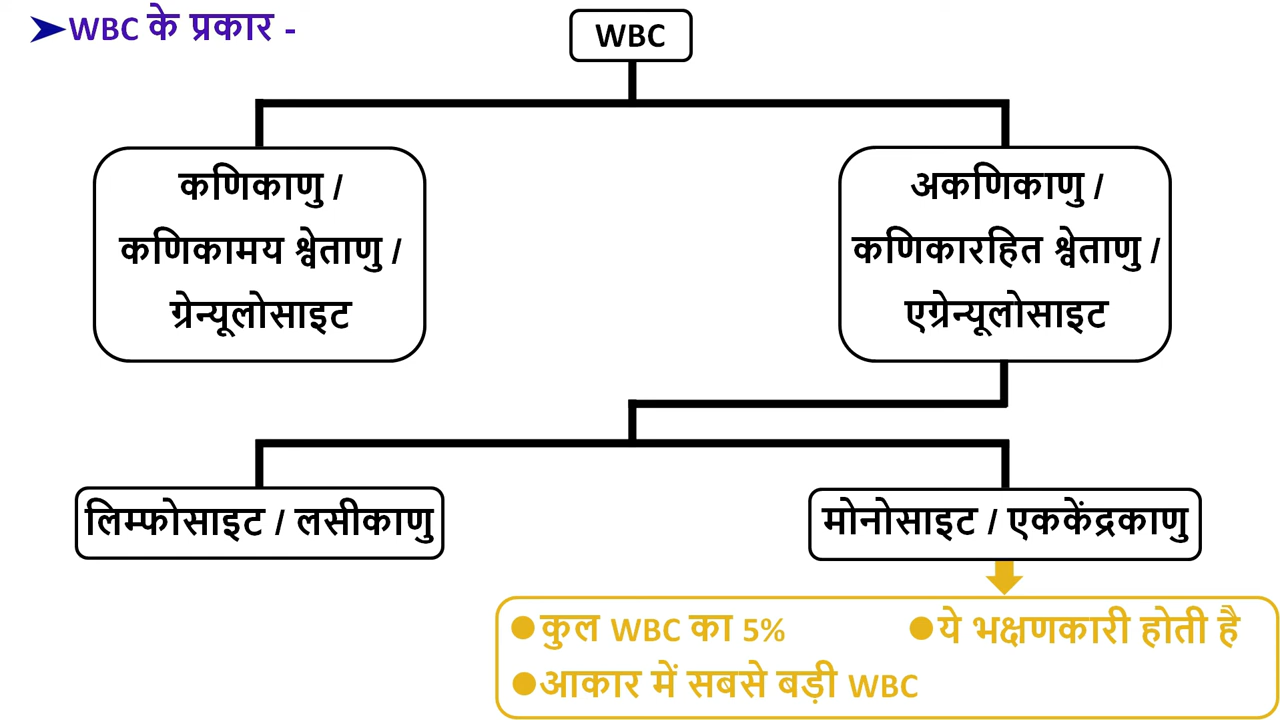 ➤WBC के प्रकार -
WBC
कणिकाणु /
कणिकामय श्वेताणु /
ग्रेन्यूलोसाइट
अकणिकाणु /
कणिकारहित श्वेताणु /
एग्रेन्यूलोसाइट
लिम्फोसाइट / लसीकाणु
मोनोसाइट / एककेंद्रकाणु
●कुल WBC का 5%
●ये भक्षणकारी होती है
●आकार में सबसे बड़ी WBC